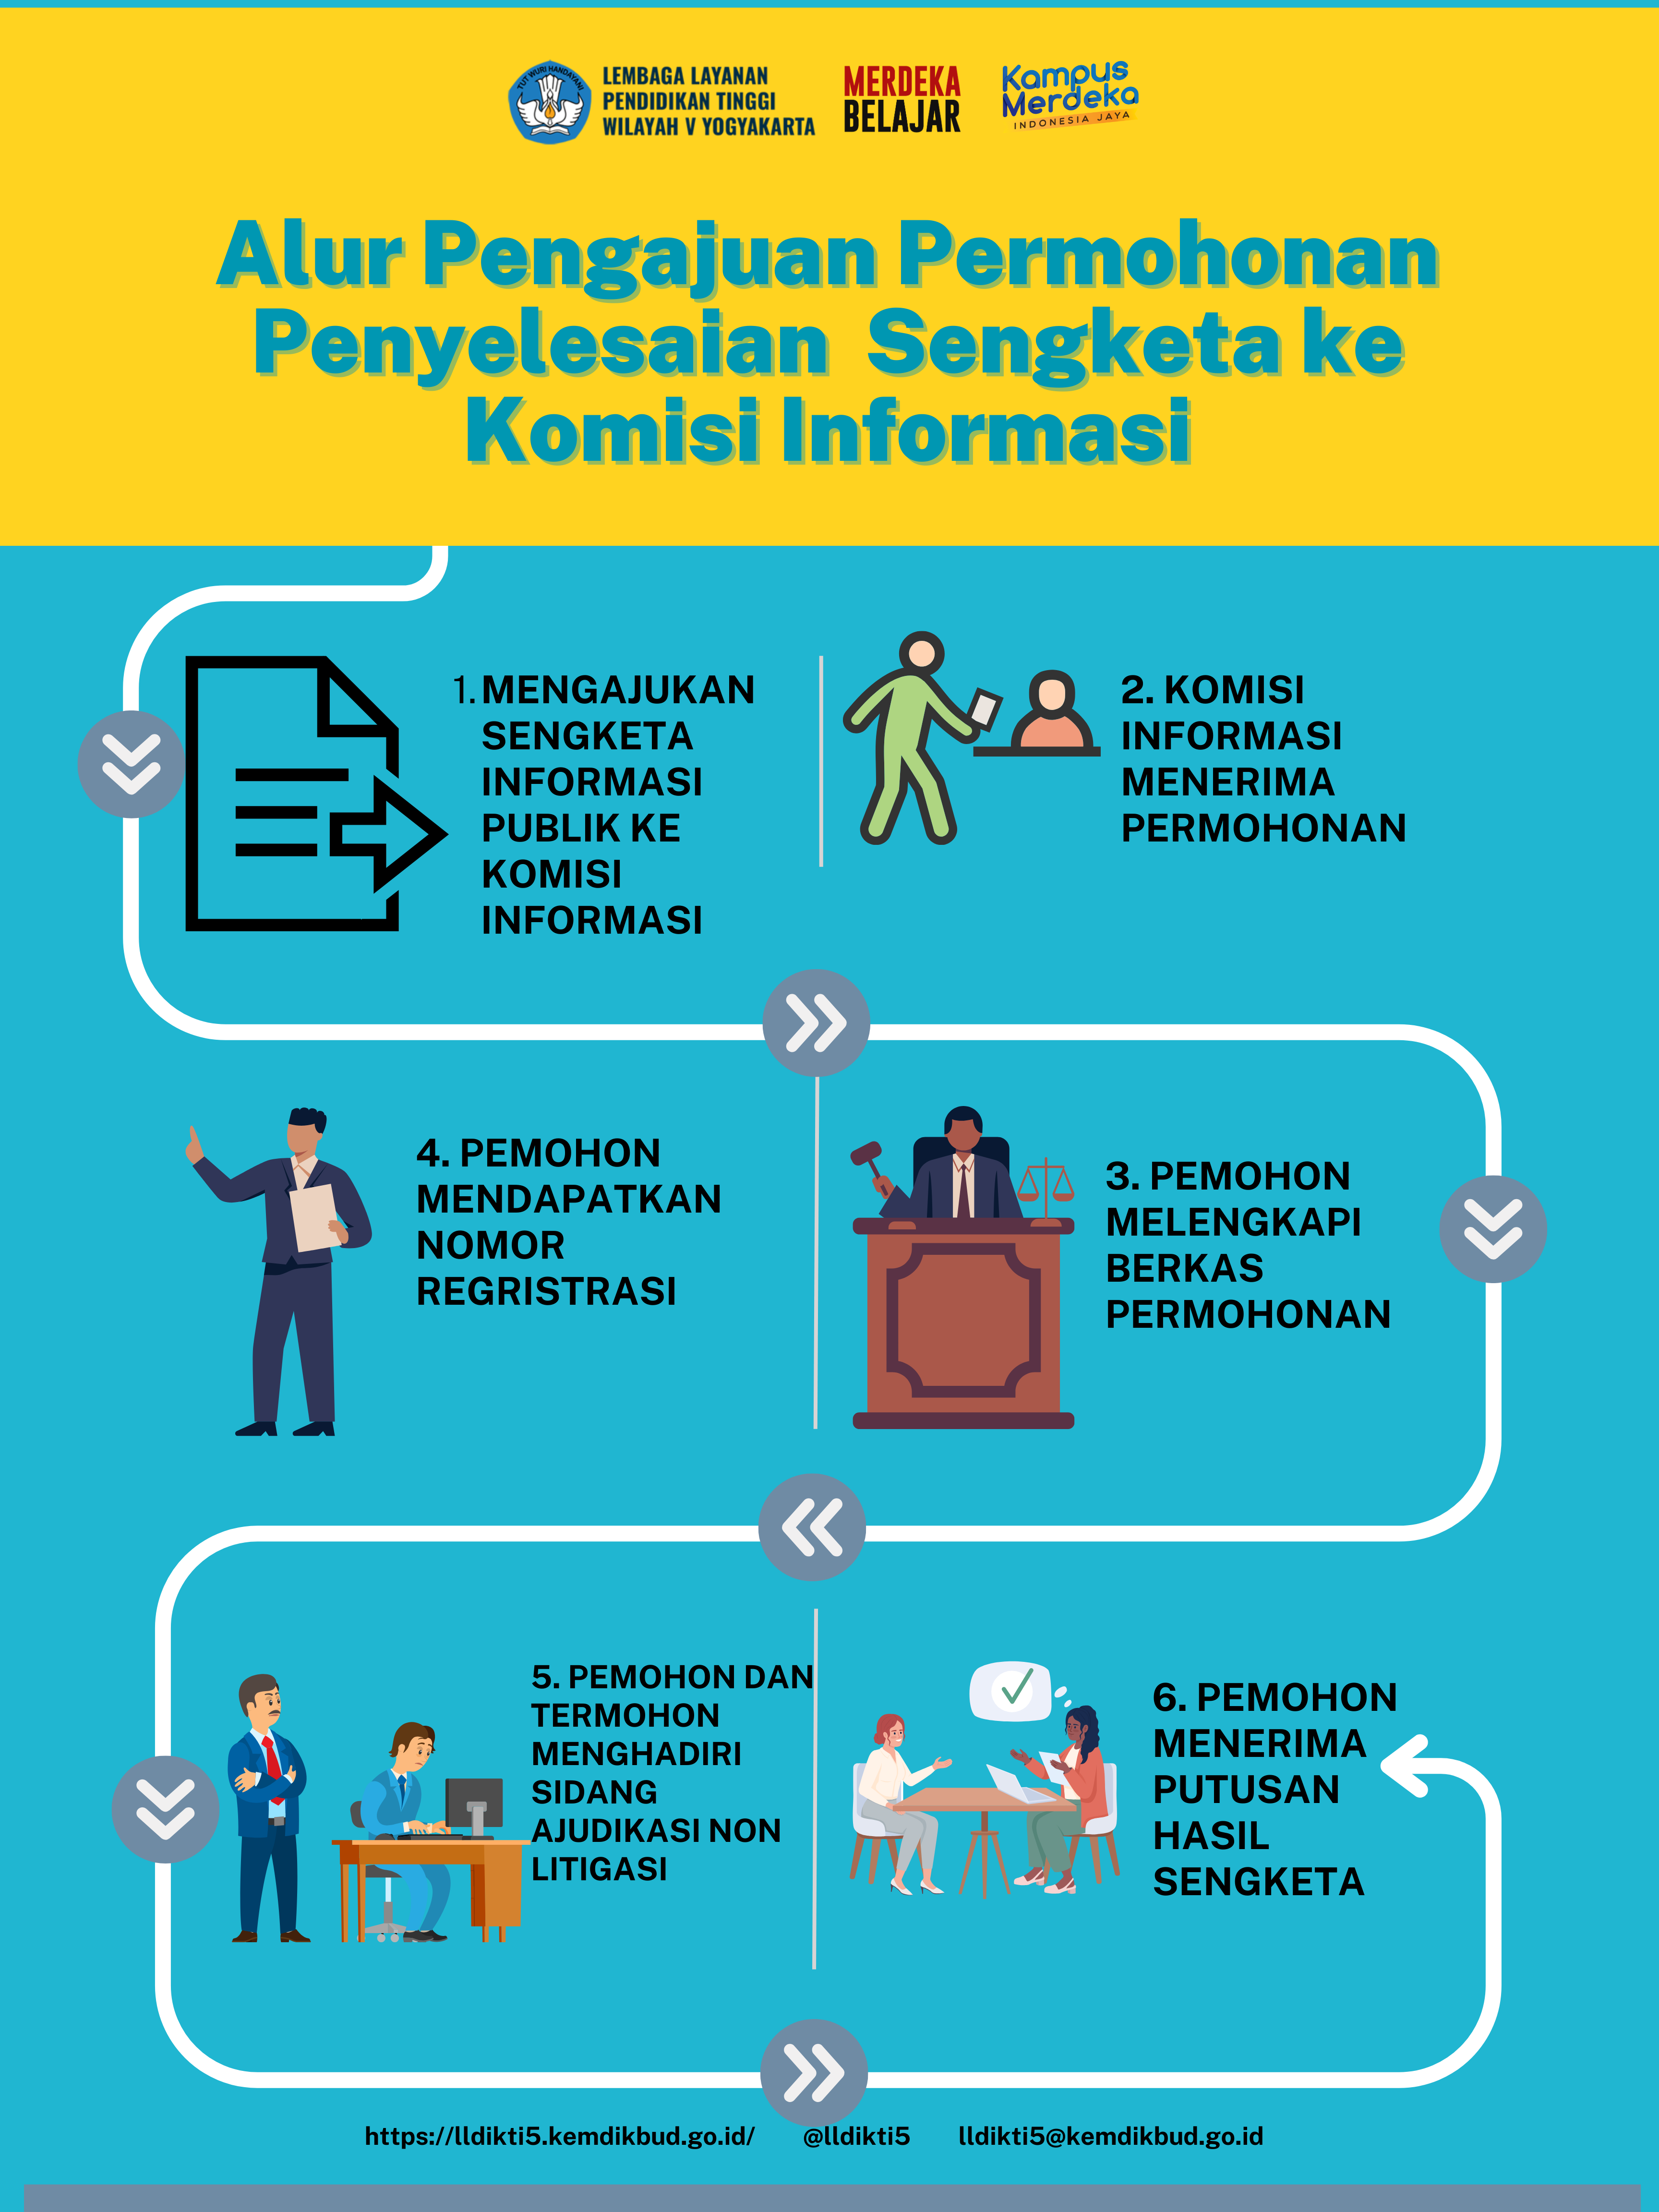 TUT WURI HANDAYANI
LEMBAGA LAYANAN
PENDIDIKAN TINGGI
WILAYAH V YOGYAKARTA
MERDEKA
BELAJAR
Kampus
Merdeka
INDONESIA JAYA
Alur Pengajuan Permohonan
Penyelesaian Sengketa ke
Komisi Informasi
1. MENGAJUKAN
SENGKETA
INFORMASI
PUBLIK KE
KOMISI
INFORMASI
2. KOMISI
INFORMASI
MENERIMA
PERMOHONAN
3. PEMOHON
MELENGKAPI
BERKAS
PERMOHONAN
4. PEMOHON
MENDAPATKAN
NOMOR
REGRISTRASI
5. PEMOHON DAN
TERMOHON
MENGHADIRI
SIDANG
AJUDIKASI NON
LITIGASI
6. PEMOHON
MENERIMA
PUTUSAN
HASIL
SENGKETA
https://lldikti5.kemdikbud.go.id/ @lldikti5 lldikti5@kemdikbud.go.id